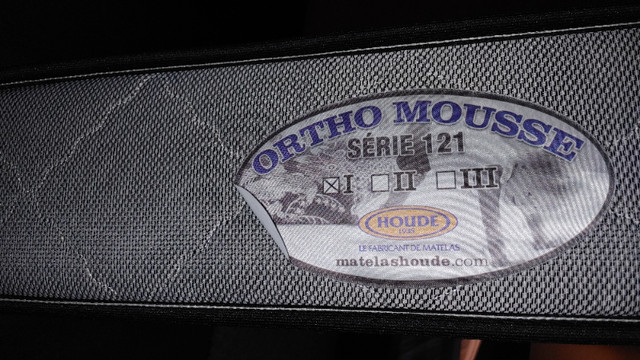 ORTHO MOUSSE
SÉRIE 121
☒I ☐II ☐III
HOUDE
LE FABRICANT DE MATELAS
matelashoude.com